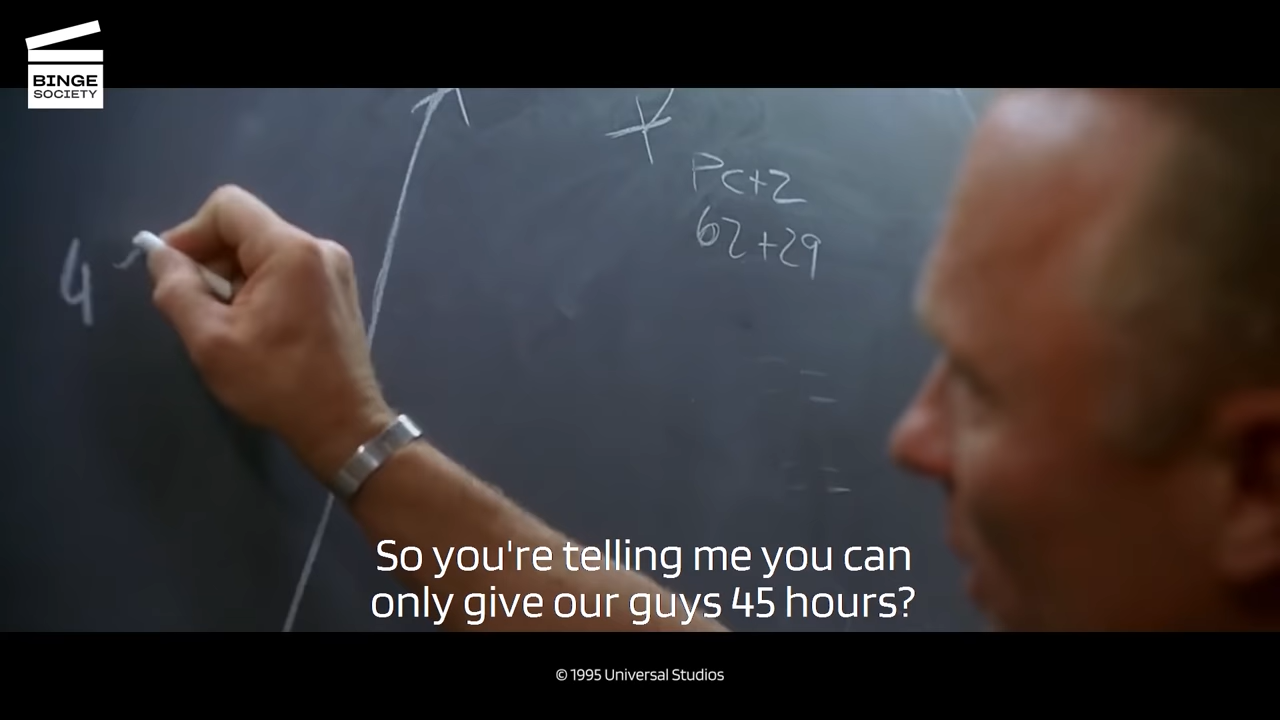 BINGE
SOCIETY
PC+2
62+29
4
So you're telling me you can
only give our guys 45 hours?
© 1995 Universal Studios